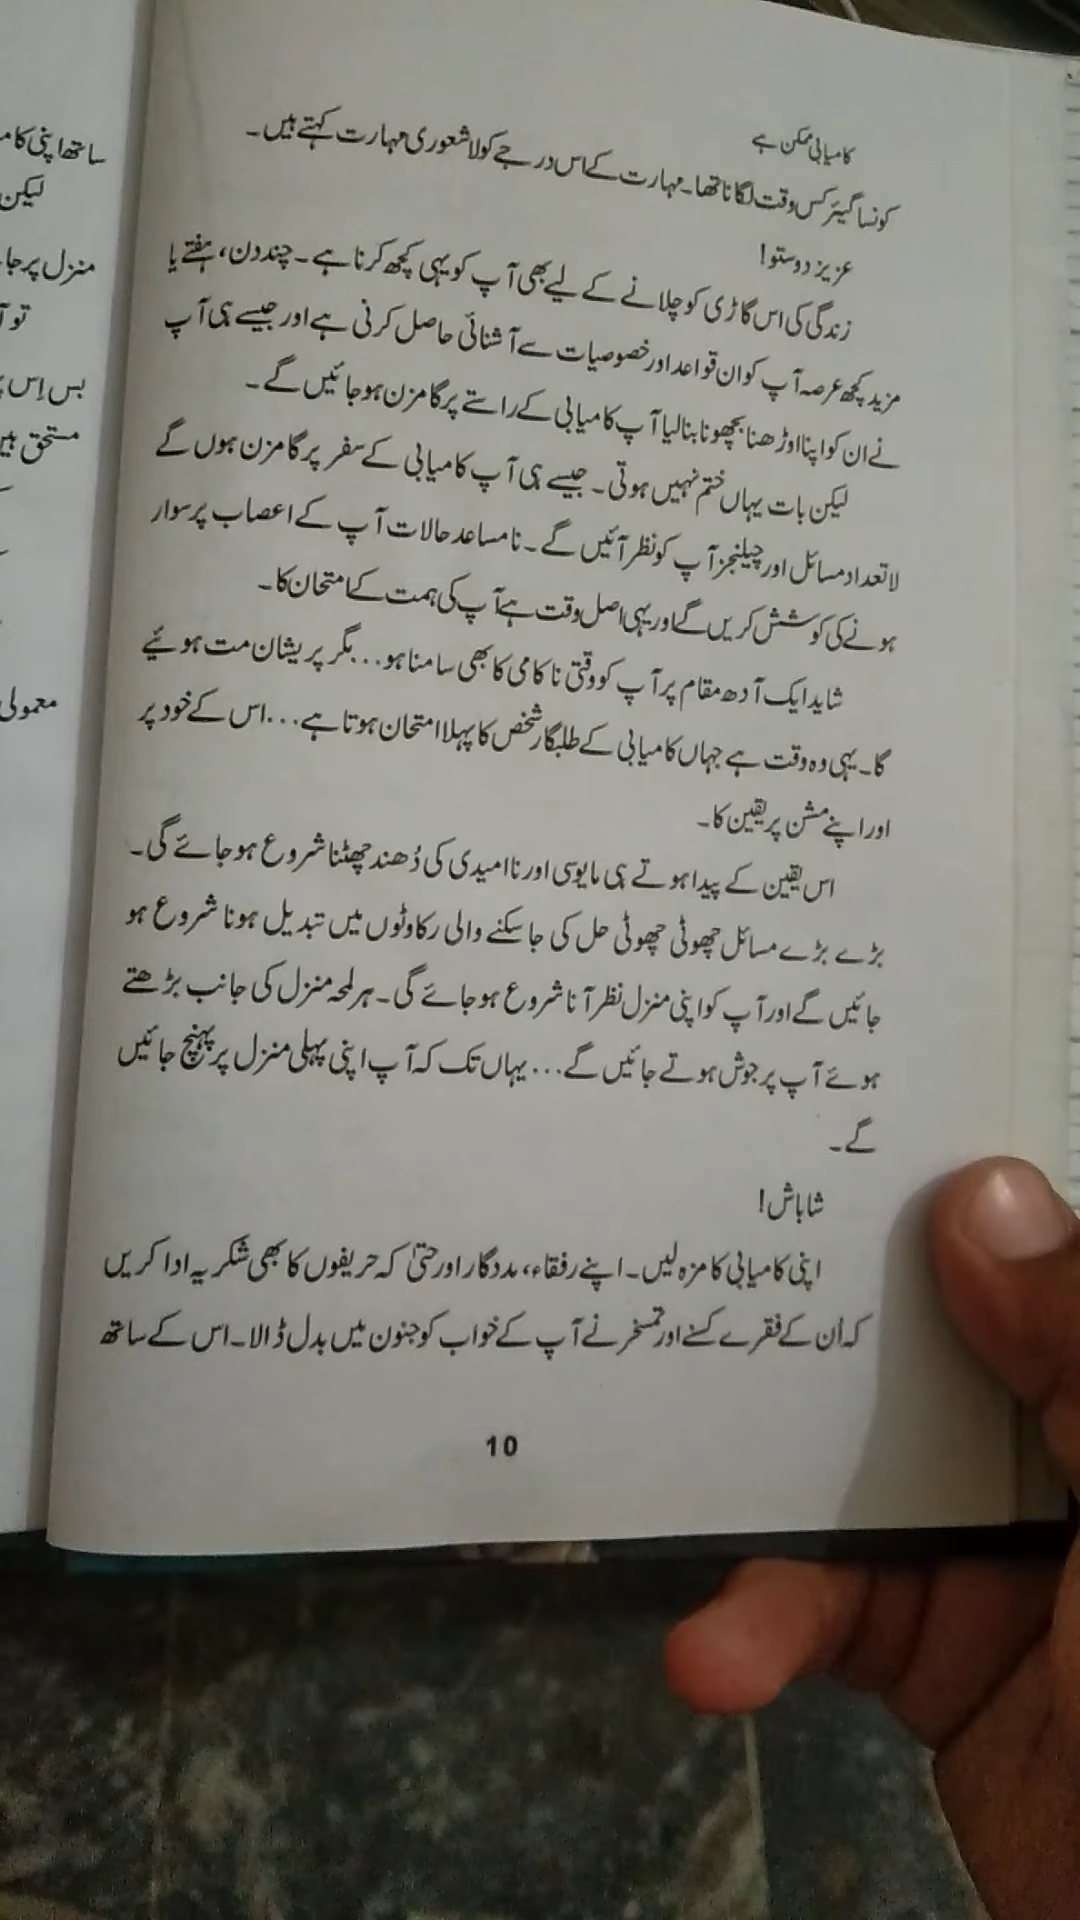 کامیابی ممکن ہے
کونسا گیئر کس وقت لگانا تھا۔ مہارت کے اس درجے کو لاشعوری مہارت کہتے ہیں۔
عزیز دوستو!
زندگی کی اس گاڑی کو چلانے کے لیے بھی آپ کو یہی کچھ کرنا ہے۔ چند دن، ہفتے یا
مزید کچھ عرصہ آپ کو ان قواعد اور خصوصیات سے آشنائی حاصل کرنی ہے اور جیسے ہی آپ
نے ان کو اپنا اوڑھنا بچھونا بنا لیا آپ کامیابی کے راستے پر گامزن ہو جائیں گے۔
لیکن بات یہاں ختم نہیں ہوتی۔ جیسے ہی آپ کامیابی کے سفر پر گامزن ہوں گے
لاتعداد مسائل اور چیلنجز آپ کو نظر آئیں گے۔ نامساعد حالات آپ کے اعصاب پر سوار
ہونے کی کوشش کریں گے اور یہی اصل وقت ہے آپ کی ہمت کے امتحان کا۔
شاید ایک آدھ مقام پر آپ کو وقتی ناکامی کا بھی سامنا ہو... مگر پریشان مت ہوئیے
گا۔ یہی وہ وقت ہے جہاں کامیابی کے طلبگار شخص کا پہلا امتحان ہوتا ہے... اس کے خود پر
اور اپنے مشن پر یقین کا۔
اس یقین کے پیدا ہوتے ہی مایوسی اور ناامیدی کی دُھند چھٹنا شروع ہو جائے گی۔
بڑے بڑے مسائل چھوٹی چھوٹی حل کی جا سکنے والی رکاوٹوں میں تبدیل ہونا شروع ہو
جائیں گے اور آپ کو اپنی منزل نظر آنا شروع ہو جائے گی۔ ہر لمحہ منزل کی جانب بڑھتے
ہوئے آپ پرجوش ہوتے جائیں گے... یہاں تک کہ آپ اپنی پہلی منزل پر پہنچ جائیں
گے۔
شاباش!
اپنی کامیابی کا مزہ لیں۔ اپنے رفقاء، مددگار اور حتیٰ کہ حریفوں کا بھی شکریہ ادا کریں
کہ اُن کے فقرے کسنے اور تمسخر نے آپ کے خواب کو جنون میں بدل ڈالا۔ اس کے ساتھ
10
ساتھ اپنی
لیکن
منزل پر
بس اِس
مستحق
معمولی